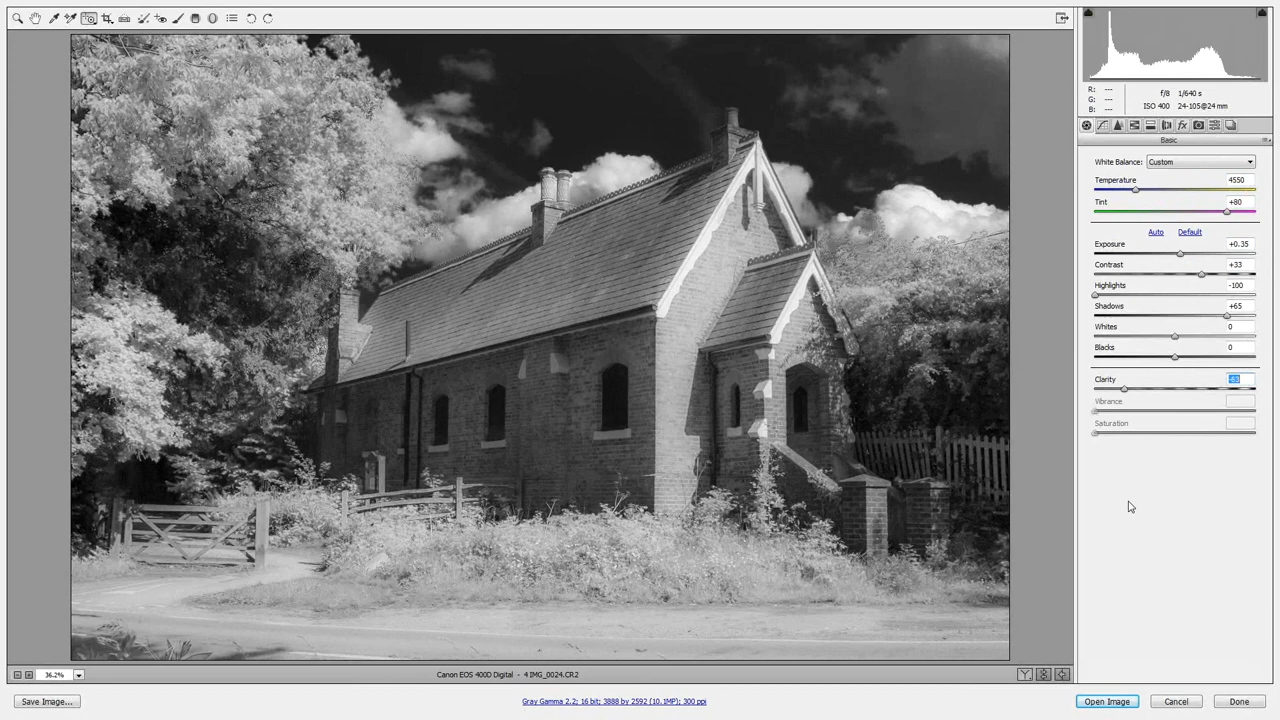 R: ---
G: ---
B: ---
f/8 1/640 s
ISO 400 24-105@24 mm
Basic
White Balance: Custom
Temperature 4550
Tint +80
Auto Default
Exposure +0.35
Contrast +33
Highlights -100
Shadows +65
Whites 0
Blacks 0
Clarity -63
Vibrance
Saturation
36.2%
Canon EOS 400D Digital - 4 IMG_0024.CR2
Save Image...
Gray Gamma 2.2; 16 bit; 3888 by 2592 (10.1MP); 300 ppi
Open Image Cancel Done